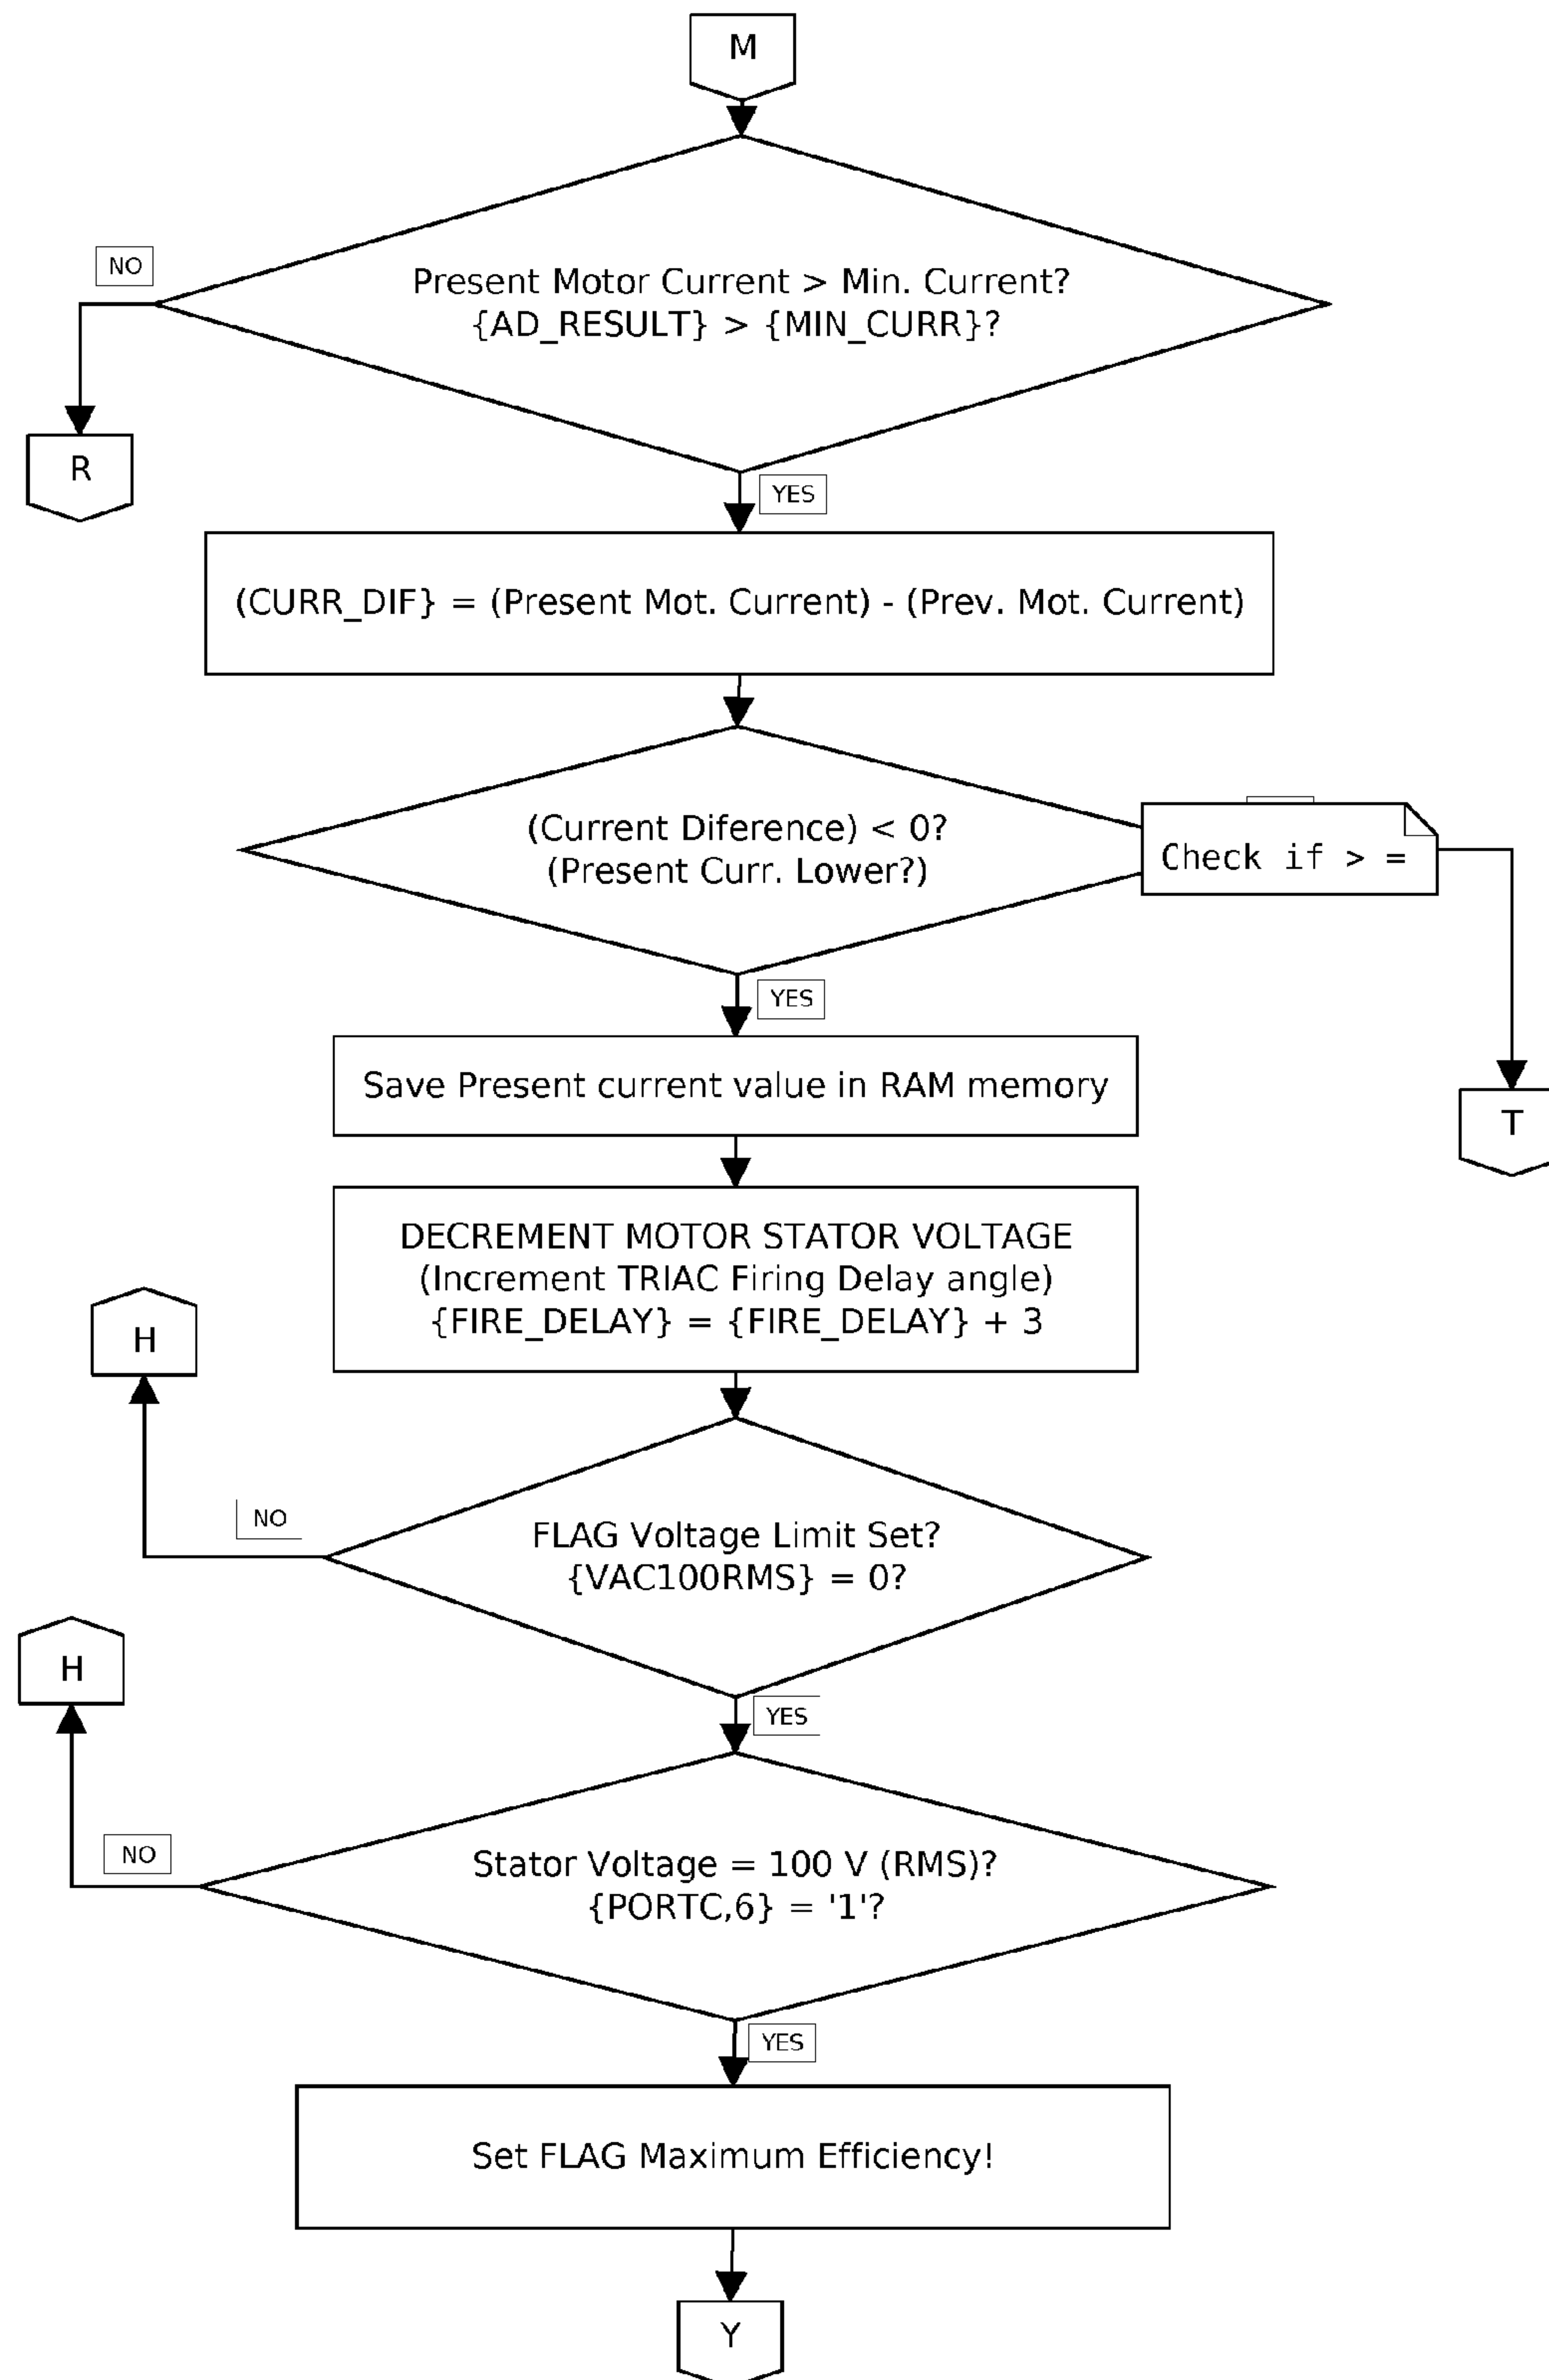 M
NO
Present Motor Current > Min. Current?
{AD_RESULT} > {MIN_CURR}?
R
YES
(CURR_DIF} = (Present Mot. Current) - (Prev. Mot. Current)
(Current Diference) < 0?
(Present Curr. Lower?)
Check if > =
YES
T
Save Present current value in RAM memory
DECREMENT MOTOR STATOR VOLTAGE
(Increment TRIAC Firing Delay angle)
{FIRE_DELAY} = {FIRE_DELAY} + 3
H
NO
FLAG Voltage Limit Set?
{VAC100RMS} = 0?
H
YES
NO
Stator Voltage = 100 V (RMS)?
{PORTC,6} = '1'?
YES
Set FLAG Maximum Efficiency!
Y